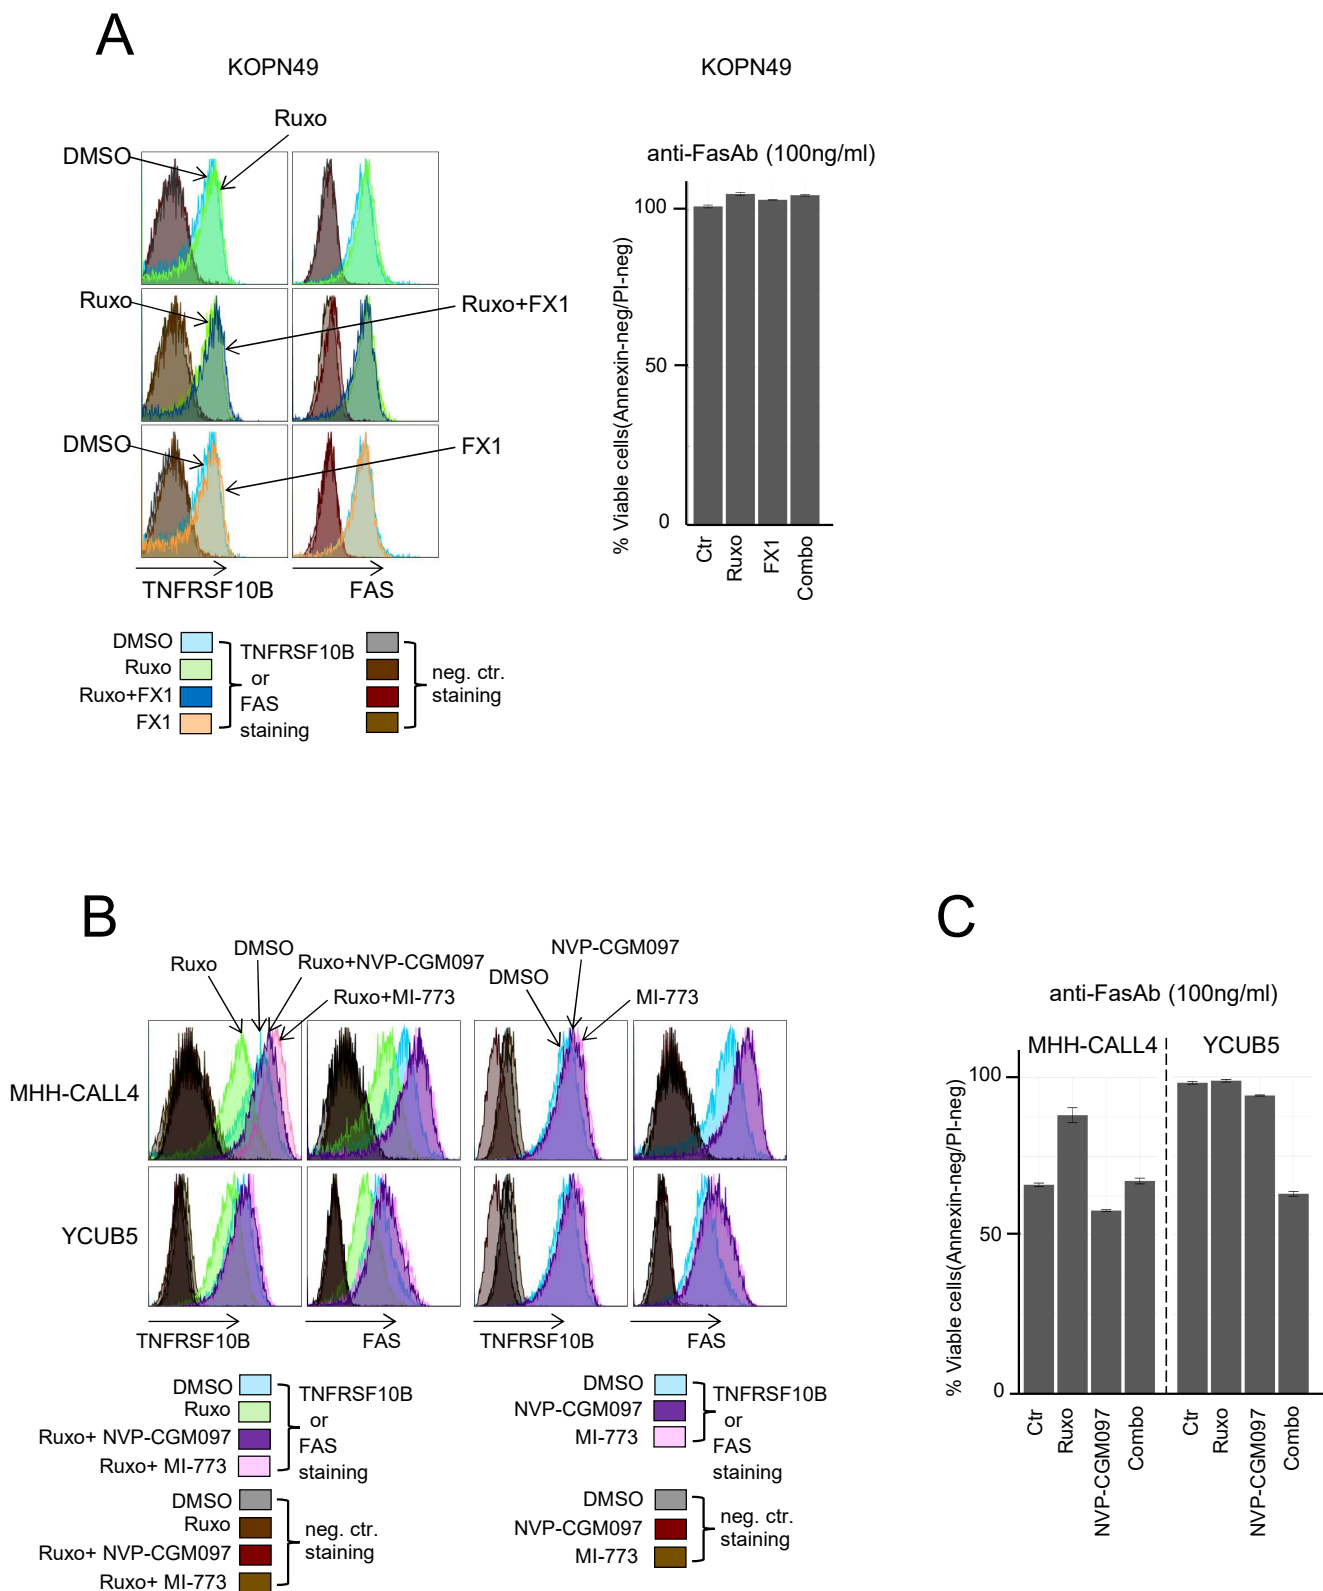 A
KOPN49
KOPN49
Ruxo
DMSO
anti-FasAb (100ng/ml)
Ruxo
Ruxo+FX1
DMSO
FX1
TNFRSF10B
FAS
% Viable cells(Annexin-neg/PI-neg)
100
50
0
Ctr
Ruxo
FX1
Combo
DMSO
Ruxo
Ruxo+FX1
FX1
TNFRSF10B
or
FAS
staining
neg. ctr.
staining
B
Ruxo
DMSO
Ruxo+NVP-CGM097
Ruxo+MI-773
NVP-CGM097
DMSO
MI-773
MHH-CALL4
YCUB5
TNFRSF10B
FAS
TNFRSF10B
FAS
DMSO
Ruxo
Ruxo+ NVP-CGM097
Ruxo+ MI-773
TNFRSF10B
or
FAS
staining
DMSO
Ruxo
Ruxo+ NVP-CGM097
Ruxo+ MI-773
neg. ctr.
staining
DMSO
NVP-CGM097
MI-773
TNFRSF10B
or
FAS
staining
DMSO
NVP-CGM097
MI-773
neg. ctr.
staining
C
anti-FasAb (100ng/ml)
MHH-CALL4
YCUB5
% Viable cells(Annexin-neg/PI-neg)
100
50
0
Ctr
Ruxo
NVP-CGM097
Combo
Ctr
Ruxo
NVP-CGM097
Combo